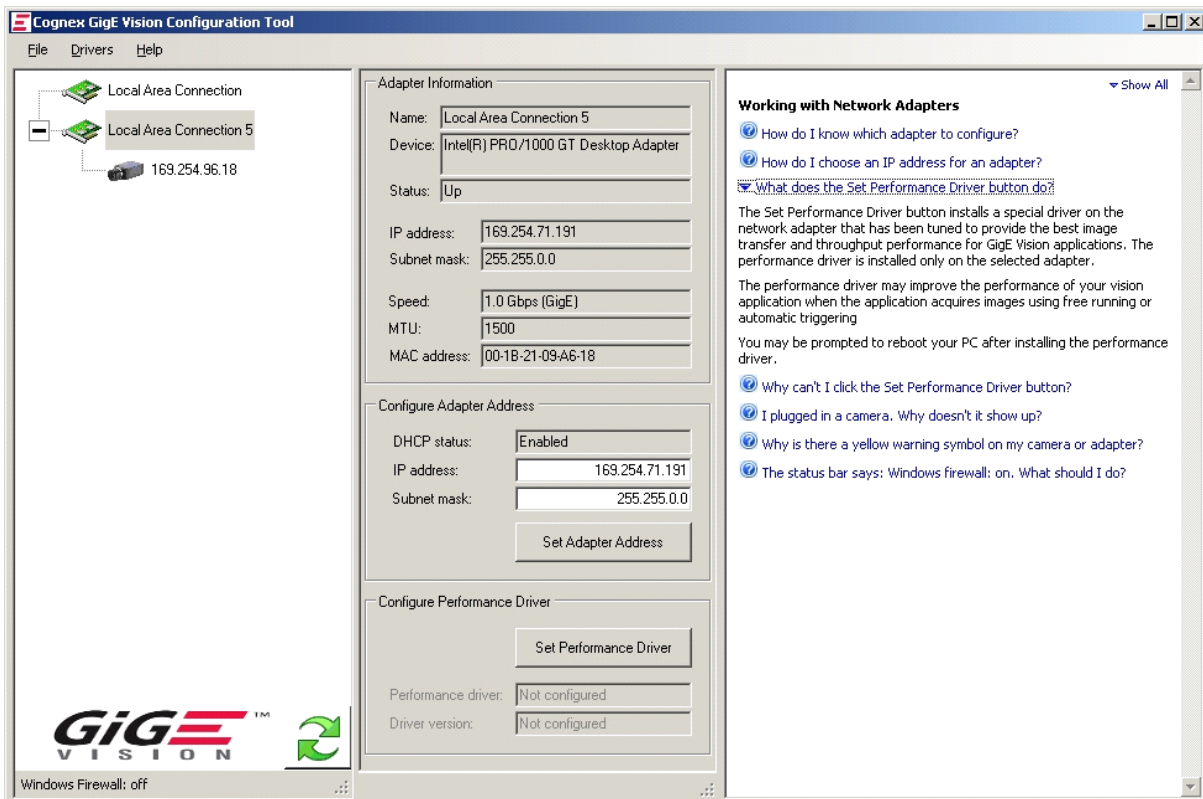 Cognex GigE Vision Configuration Tool
File Drivers Help
Local Area Connection
Local Area Connection 5
169.254.96.18
GiGE™
VISION
Windows Firewall: off
Adapter Information
Name: Local Area Connection 5
Device: Intel(R) PRO/1000 GT Desktop Adapter
Status: Up
IP address: 169.254.71.191
Subnet mask: 255.255.0.0
Speed: 1.0 Gbps (GigE)
MTU: 1500
MAC address: 00-1B-21-09-A6-18
Configure Adapter Address
DHCP status: Enabled
IP address: 169.254.71.191
Subnet mask: 255.255.0.0
Set Adapter Address
Configure Performance Driver
Set Performance Driver
Performance driver: Not configured
Driver version: Not configured
Show All
Working with Network Adapters
How do I know which adapter to configure?
How do I choose an IP address for an adapter?
What does the Set Performance Driver button do?
The Set Performance Driver button installs a special driver on the
network adapter that has been tuned to provide the best image
transfer and throughput performance for GigE Vision applications. The
performance driver is installed only on the selected adapter.
The performance driver may improve the performance of your vision
application when the application acquires images using free running or
automatic triggering
You may be prompted to reboot your PC after installing the performance
driver.
Why can't I click the Set Performance Driver button?
I plugged in a camera. Why doesn't it show up?
Why is there a yellow warning symbol on my camera or adapter?
The status bar says: Windows firewall: on. What should I do?